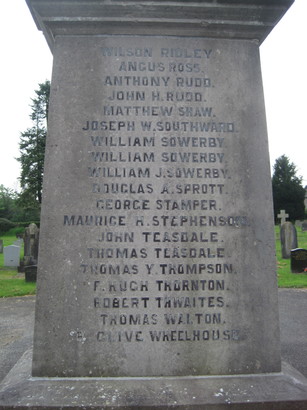 WILSON RIDLEY
ANGUS ROSS.
ANTHONY RUDD.
JOHN H. RUDD.
MATTHEW SHAW.
JOSEPH W. SOUTHWARD.
WILLIAM SOWERBY.
WILLIAM SOWERBY.
WILLIAM J. SOWERBY.
DOUGLAS A. SPROTT.
GEORGE STAMPER.
MAURICE H. STEPHENSON.
JOHN TEASDALE.
THOMAS TEASDALE.
THOMAS Y. THOMPSON.
F. HUGH THORNTON.
ROBERT THWAITES.
THOMAS WALTON.
CLIVE WHEELHOUSE